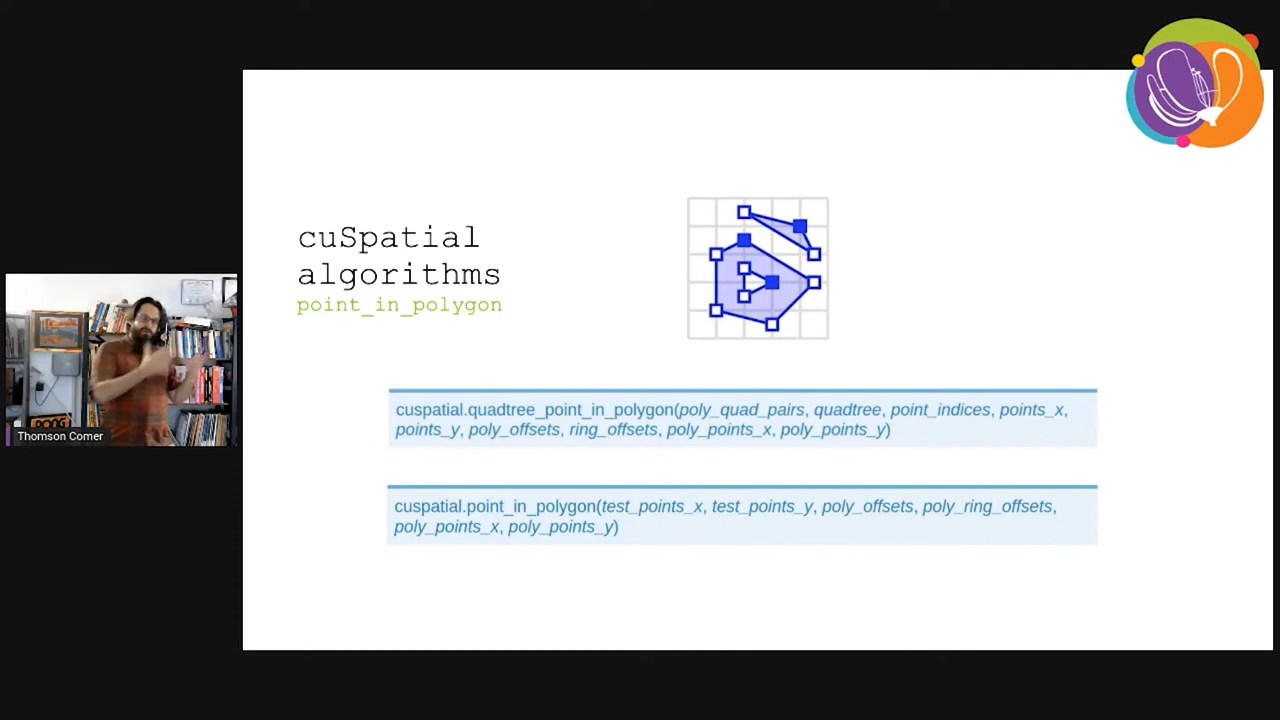 cuSpatial
algorithms
point_in_polygon
cuspatial.quadtree_point_in_polygon(poly_quad_pairs, quadtree, point_indices, points_x,
points_y, poly_offsets, ring_offsets, poly_points_x, poly_points_y)
cuspatial.point_in_polygon(test_points_x, test_points_y, poly_offsets, poly_ring_offsets,
poly_points_x, poly_points_y)
Thomson Comer